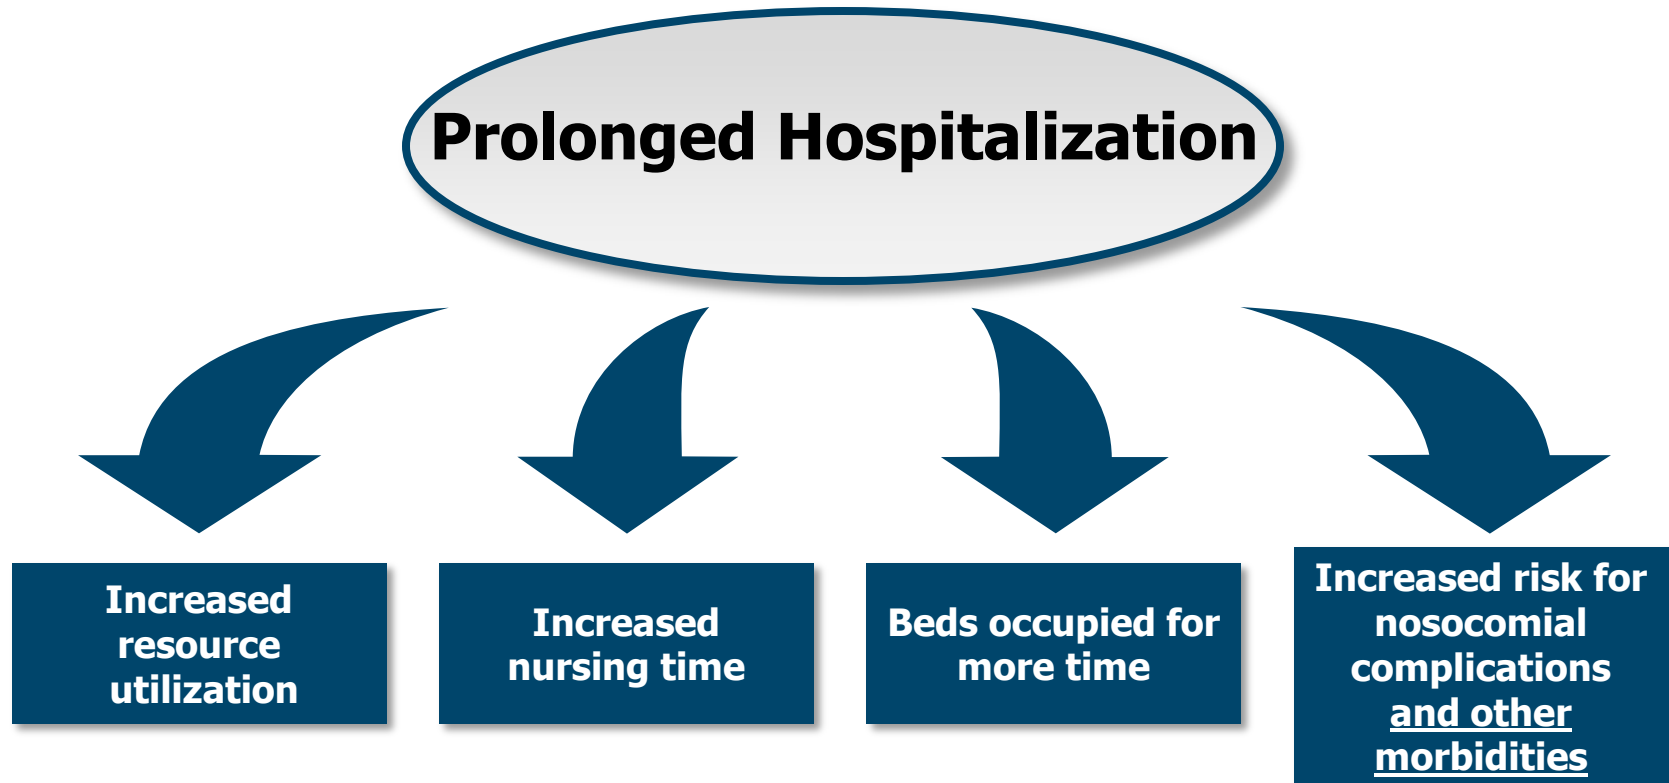 Prolonged Hospitalization
Increased
resource
utilization
Increased
nursing time
Beds occupied for
more time
Increased risk for
nosocomial
complications
and other
morbidities